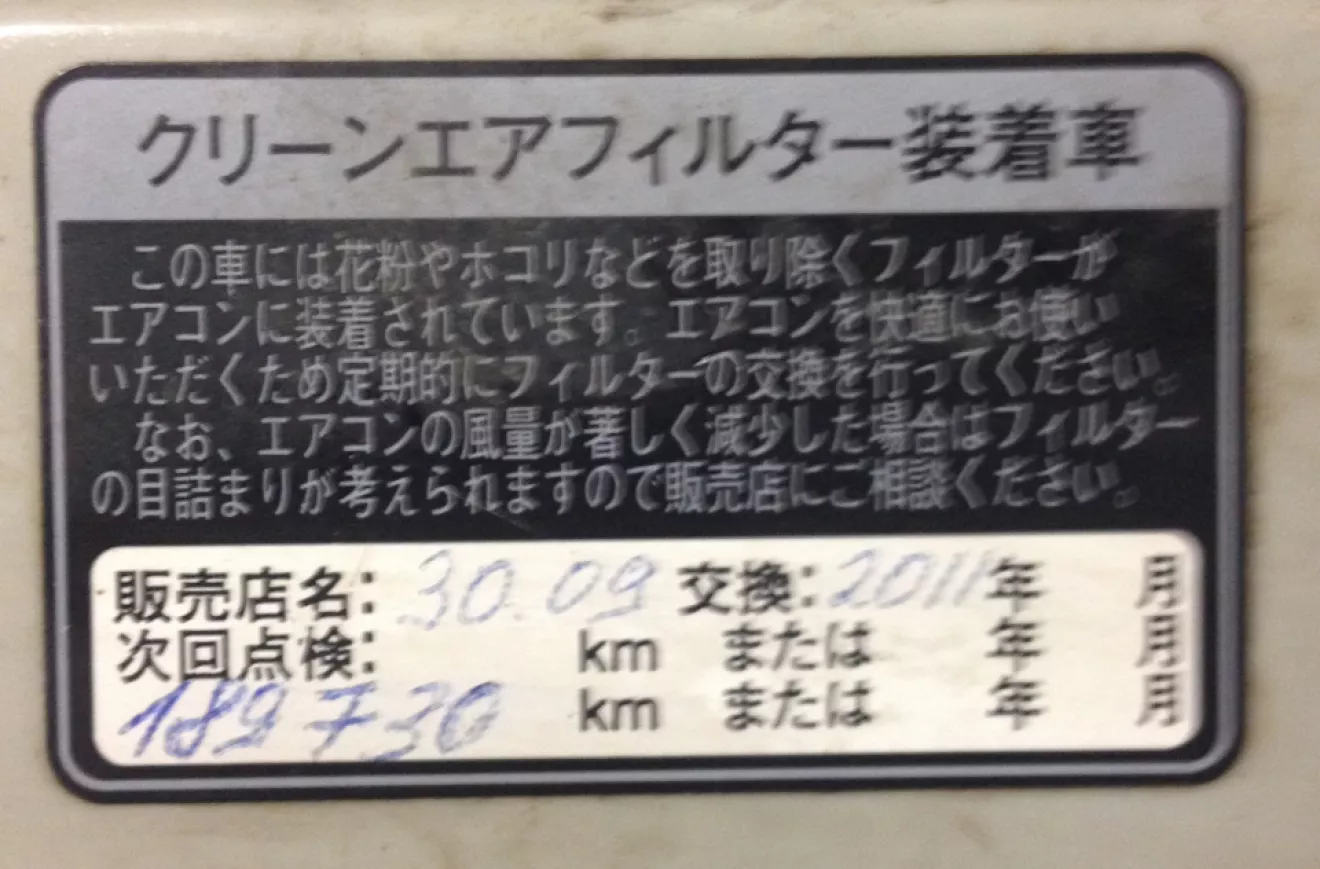 クリーンエアフィルター装着車
この車には花粉やホコリなどを取り除くフィルターが
エアコンに装着されています。エアコンを快適にお使い
いただくため定期的にフィルターの交換を行ってください。
なお、エアコンの風量が著しく減少した場合はフィルター
の目詰まりが考えられますので販売店にご相談ください。
販売店名: 30.09 交換: 2011年 月
次回点検: km または 年 月
189730 km または 年 月